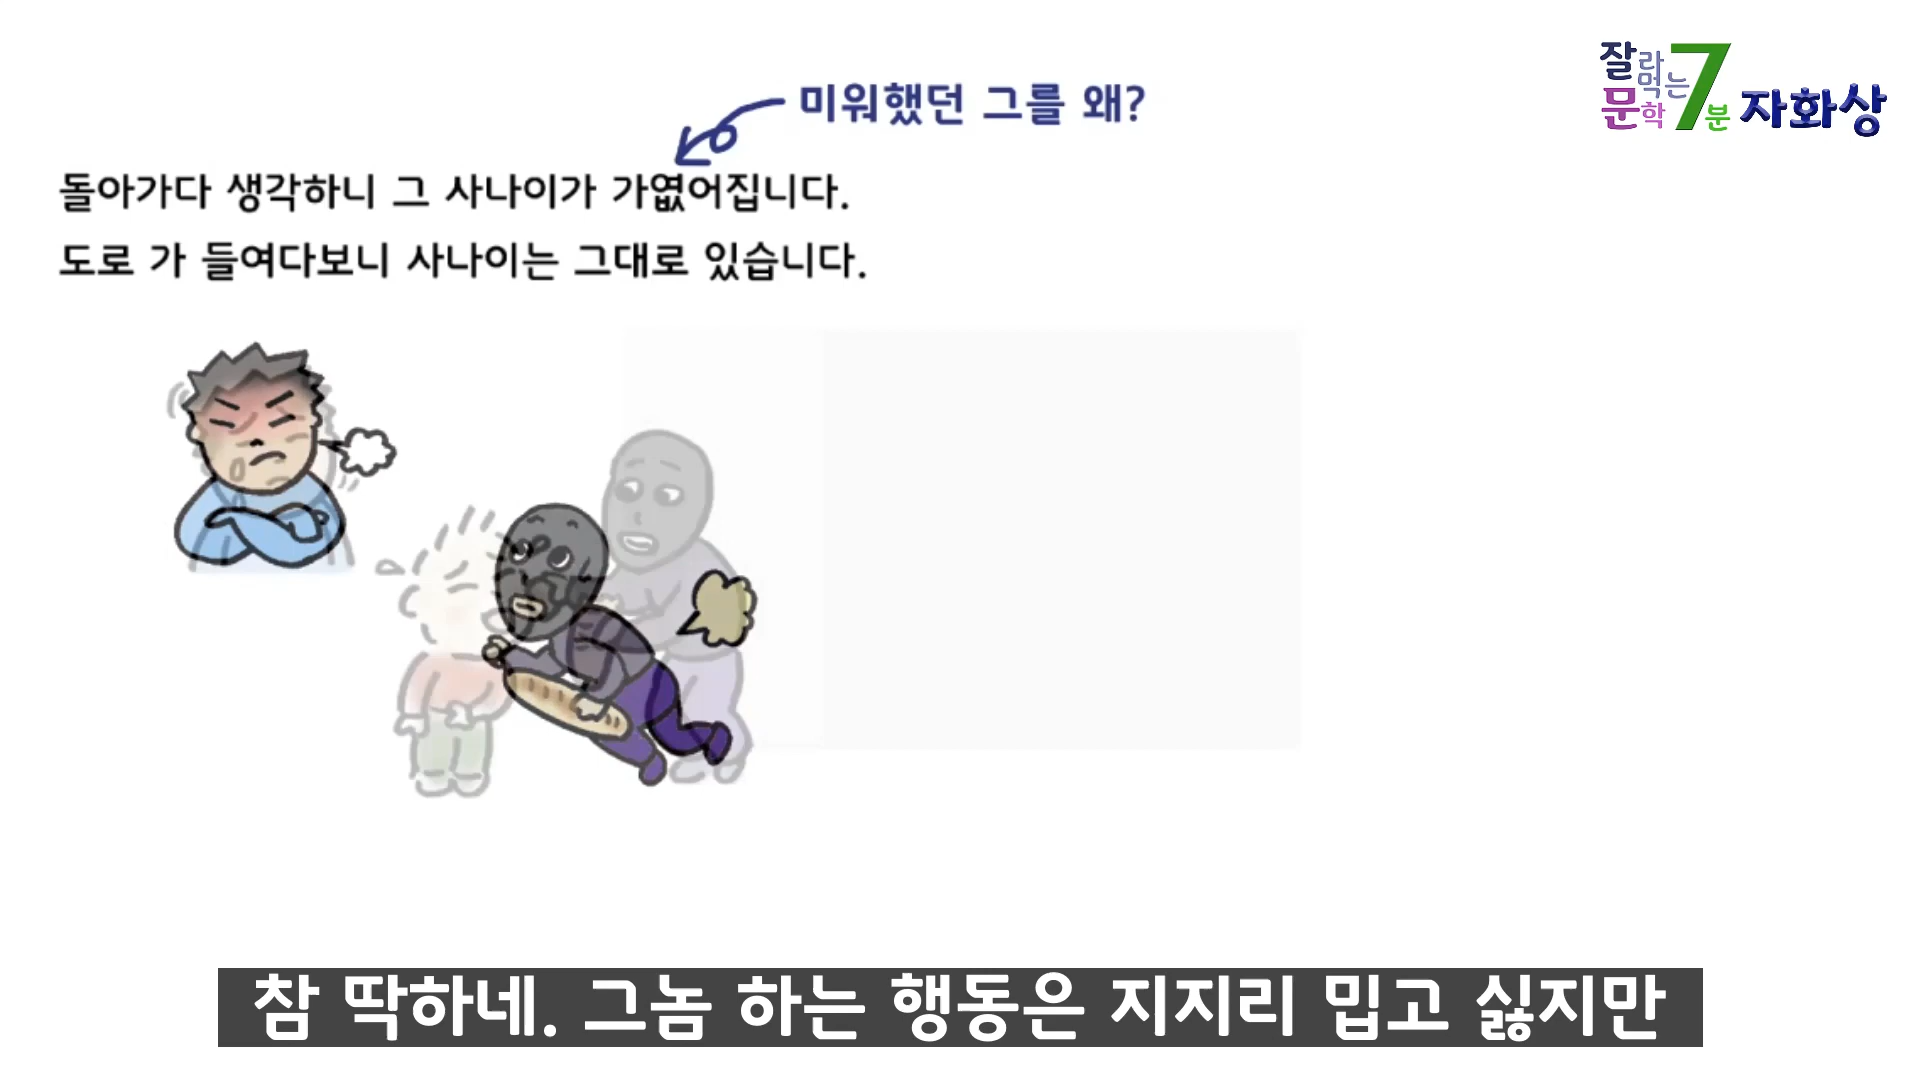 미워했던 그를 왜?
잘라먹는 문학 7분 자화상
돌아가다 생각하니 그 사나이가 가엾어집니다.
도로 가 들여다보니 사나이는 그대로 있습니다.
참 딱하네. 그놈 하는 행동은 지지리 밉고 싫지만